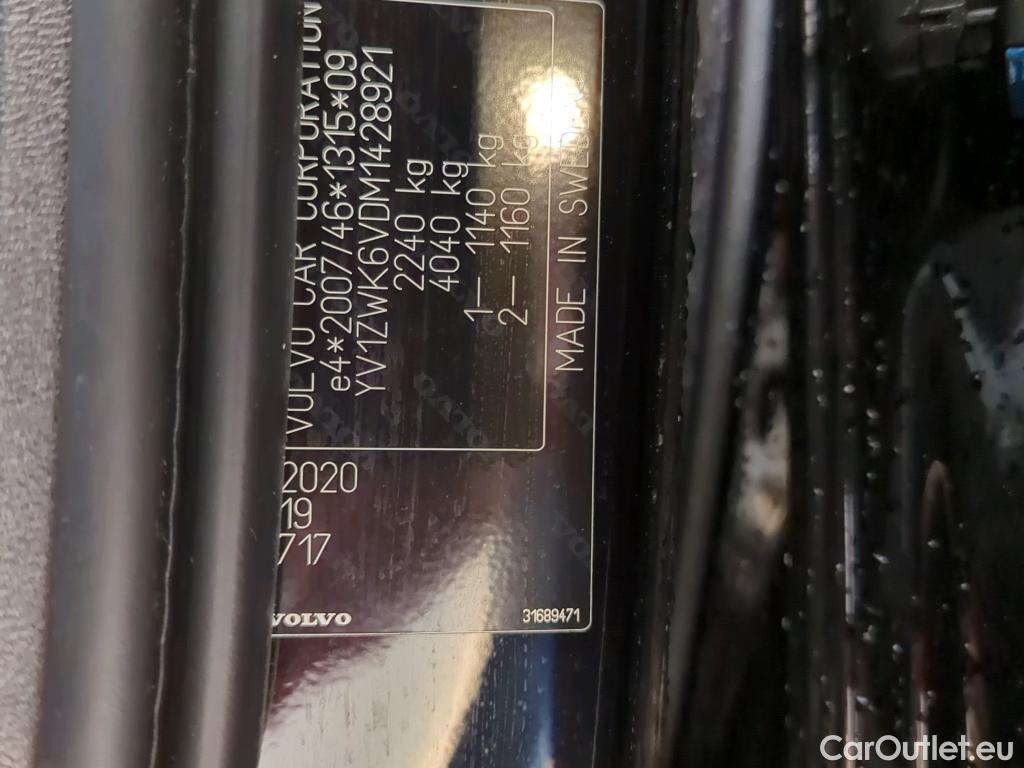 VOLVO CAR CORPORATION
e4*2007/46*1315*09
YV1ZWK6VDM1428921
2240 kg
4040 kg
1– 1140 kg
2– 1160 kg
MADE IN
2020
19
717
VOLVO
31689471
CarOutlet.eu